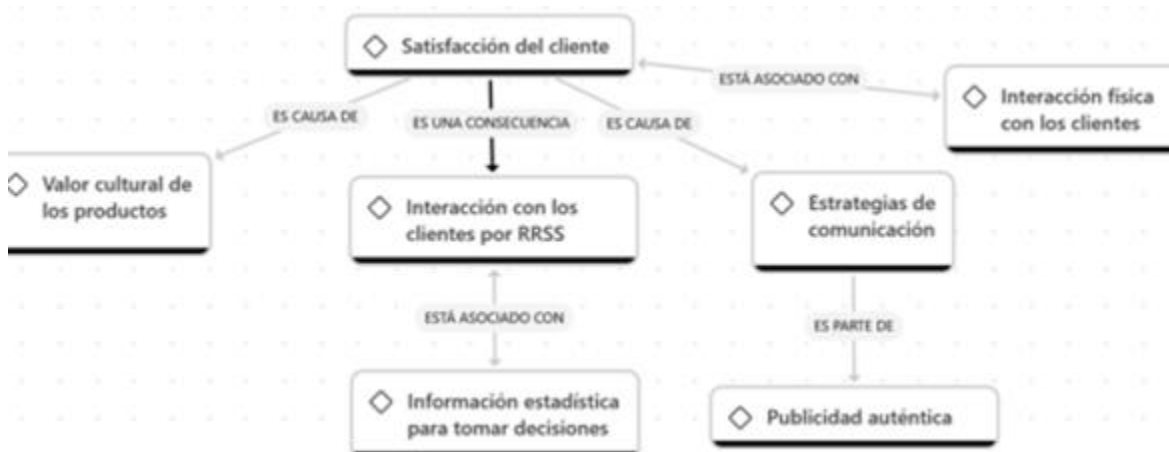 Satisfacción del cliente
ESTÁ ASOCIADO CON
Interacción física
con los clientes
ES CAUSA DE
ES UNA CONSECUENCIA
ES CAUSA DE
Valor cultural de
los productos
Interacción con los
clientes por RRSS
Estrategias de
comunicación
ESTÁ ASOCIADO CON
ES PARTE DE
Información estadística
para tomar decisiones
Publicidad auténtica